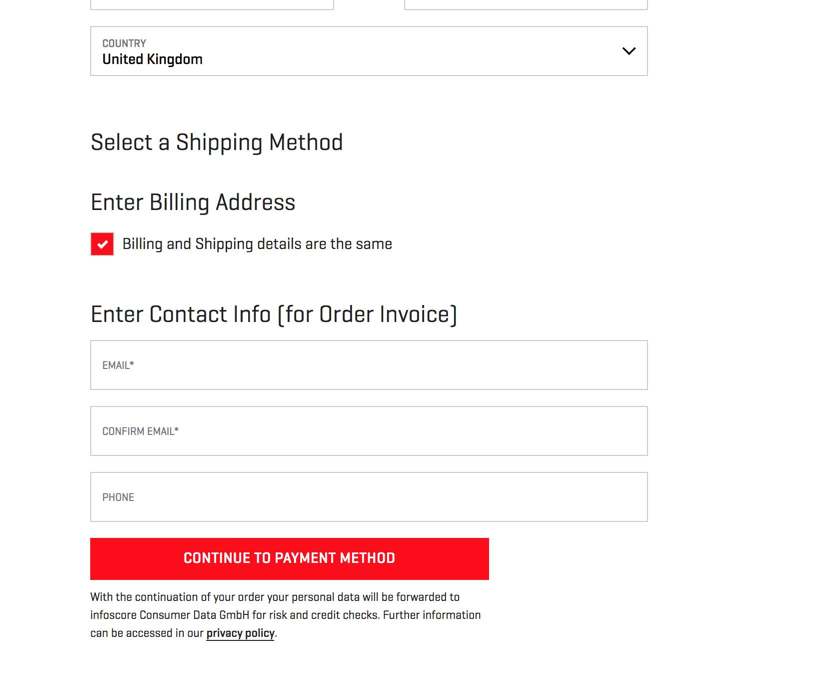 COUNTRY
United Kingdom
Select a Shipping Method
Enter Billing Address
Billing and Shipping details are the same
Enter Contact Info (for Order Invoice)
EMAIL*
CONFIRM EMAIL*
PHONE
CONTINUE TO PAYMENT METHOD
With the continuation of your order your personal data will be forwarded to
infoscore Consumer Data GmbH for risk and credit checks. Further information
can be accessed in our privacy policy.